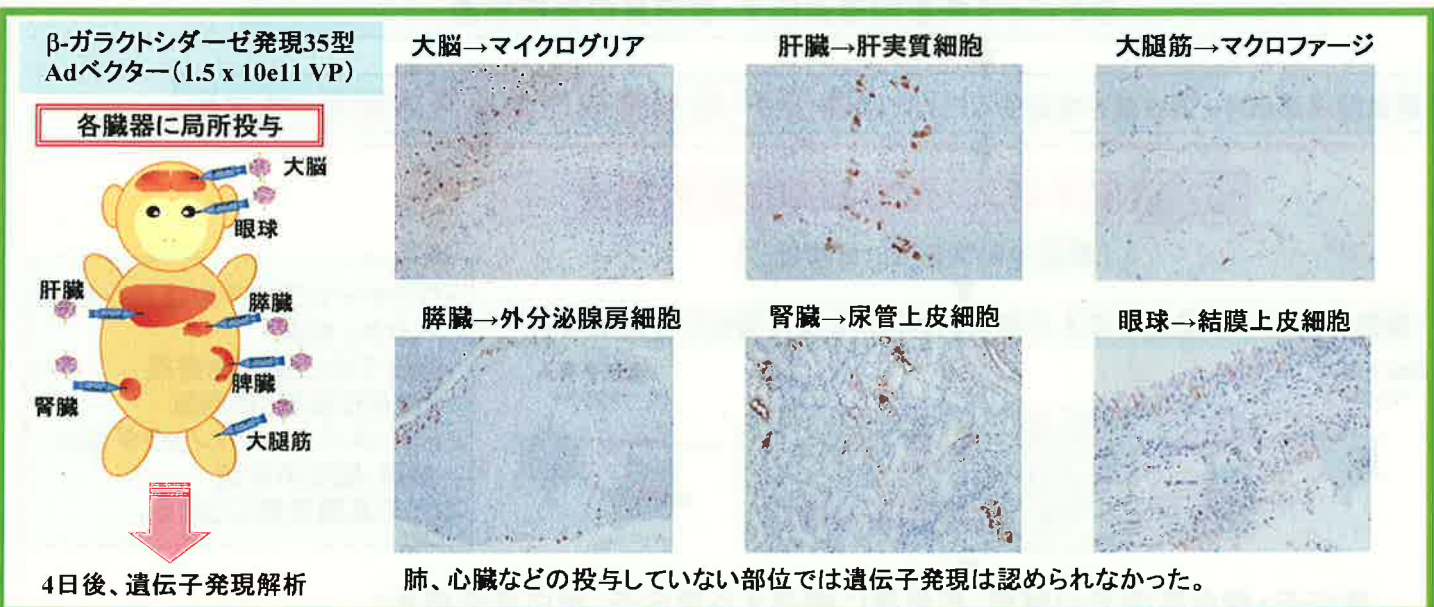 β-ガラクトシダーゼ発現35型
Adベクター(1.5 x 10e11 VP)
各臓器に局所投与
大脳
眼球
肝臓
膵臓
脾臓
腎臓
大腿筋
4日後、遺伝子発現解析
大脳→マイクログリア
肝臓→肝実質細胞
大腿筋→マクロファージ
膵臓→外分泌腺房細胞
腎臓→尿管上皮細胞
眼球→結膜上皮細胞
肺、心臓などの投与していない部位では遺伝子発現は認められなかった。